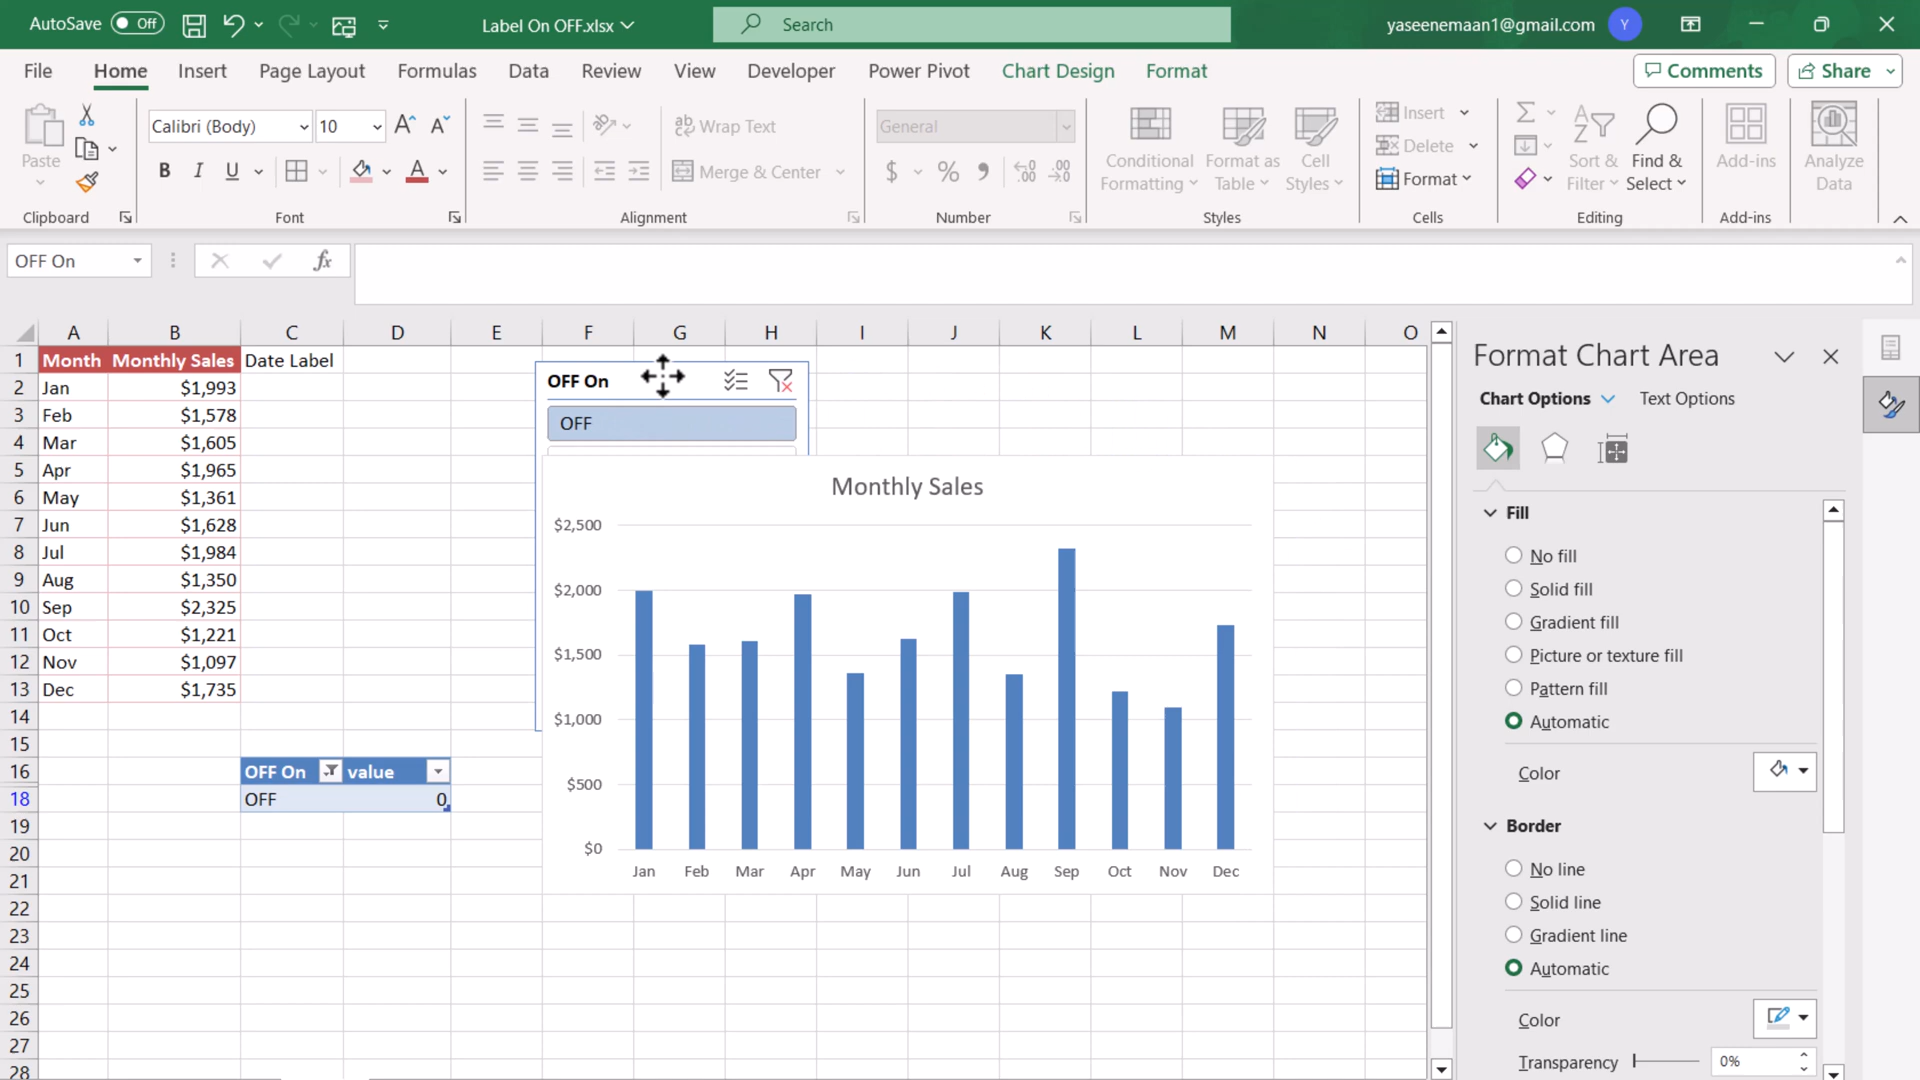 AutoSave Off Label On OFF.xlsx Search yaseenemaan1@gmail.com Y
File Home Insert Page Layout Formulas Data Review View Developer Power Pivot Chart Design Format Comments Share
Paste
Clipboard
Calibri (Body) 10
B I U A
Font
Wrap Text
Merge & Center
Alignment
General
$ % 9
Number
Conditional Formatting
Format as Table
Cell Styles
Styles
Insert
Delete
Format
Cells
Sort & Filter
Find & Select
Editing
Add-ins
Add-ins
Analyze Data
OFF On fx
A B C D E F G H I J K L M N O
1 Month Monthly Sales Date Label
2 Jan $1,993
3 Feb $1,578
4 Mar $1,605
5 Apr $1,965
6 May $1,361
7 Jun $1,628
8 Jul $1,984
9 Aug $1,350
10 Sep $2,325
11 Oct $1,221
12 Nov $1,097
13 Dec $1,735
14
15
16 OFF On value
18 OFF 0
19
20
21
22
23
24
25
26
27
28
OFF On
OFF
Monthly Sales
$2,500
$2,000
$1,500
$1,000
$500
$0
Jan Feb Mar Apr May Jun Jul Aug Sep Oct Nov Dec
Format Chart Area
Chart Options Text Options
Fill
No fill
Solid fill
Gradient fill
Picture or texture fill
Pattern fill
Automatic
Color
Border
No line
Solid line
Gradient line
Automatic
Color
Transparency 0%